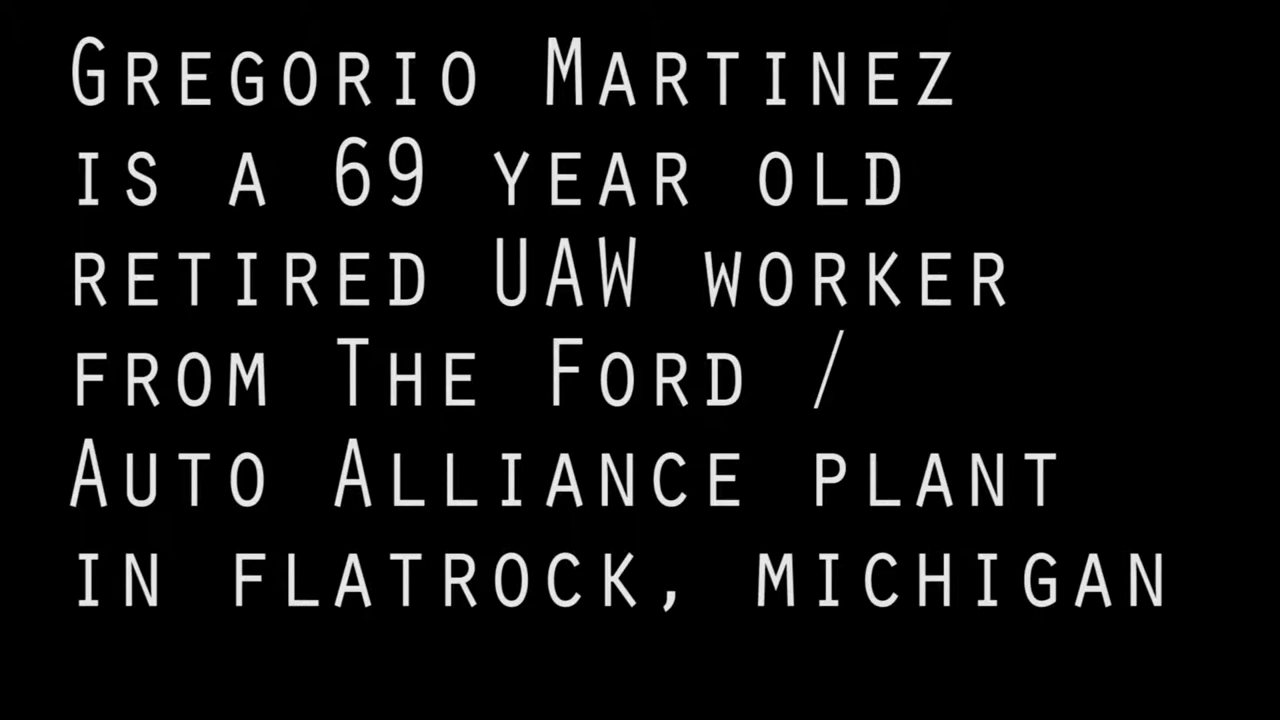 Gregorio Martinez
is a 69 year old
retired UAW worker
from The Ford /
Auto Alliance plant
in flatrock, michigan